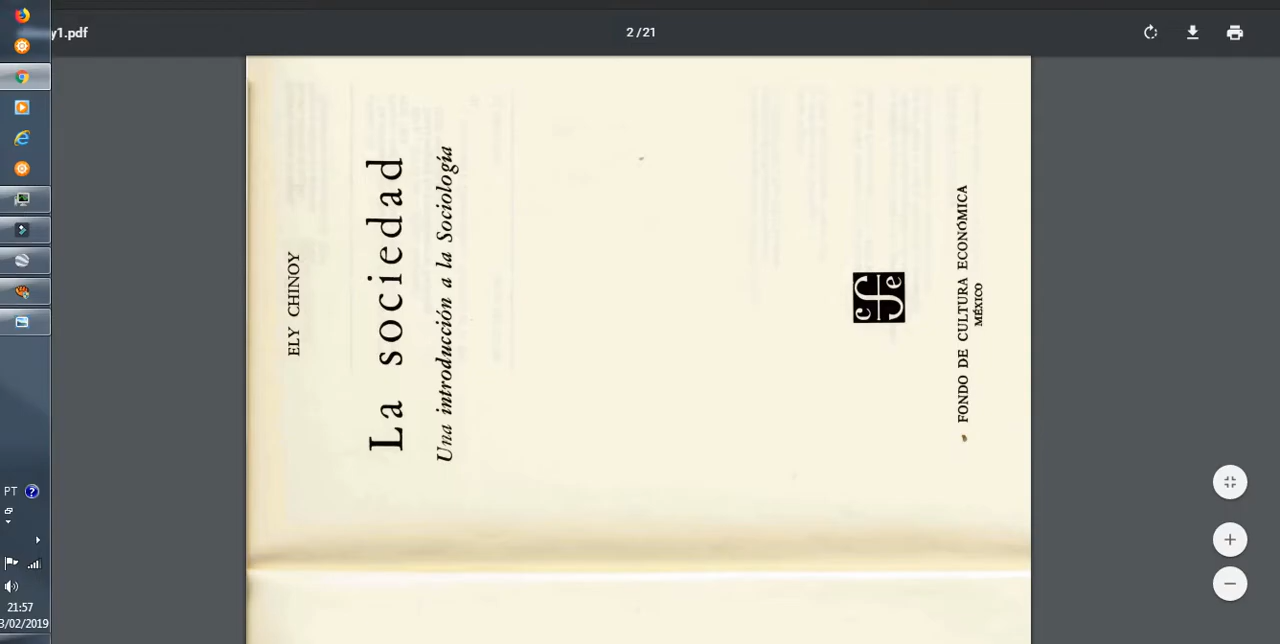 y1.pdf
2 / 21
ELY CHINOY
La sociedad
Una introducción a la Sociología
cfe
FONDO DE CULTURA ECONÓMICA
MÉXICO
PT
21:57
3/02/2019